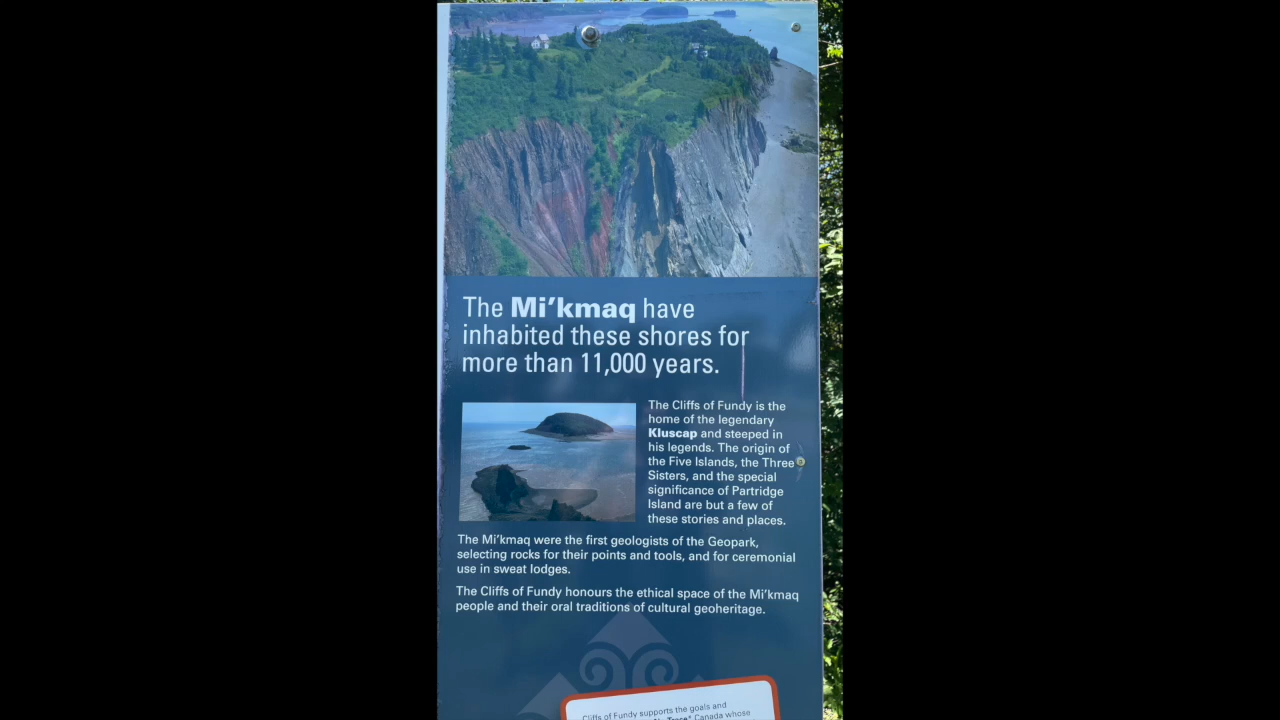 The Mi'kmaq have
inhabited these shores for
more than 11,000 years.
The Cliffs of Fundy is the
home of the legendary
Kluscap and steeped in
his legends. The origin of
the Five Islands, the Three
Sisters, and the special
significance of Partridge
Island are but a few of
these stories and places.
The Mi'kmaq were the first geologists of the Geopark,
selecting rocks for their points and tools, and for ceremonial
use in sweat lodges.
The Cliffs of Fundy honours the ethical space of the Mi'kmaq
people and their oral traditions of cultural geoheritage.
Cliffs of Fundy supports the goals and
Canada whose